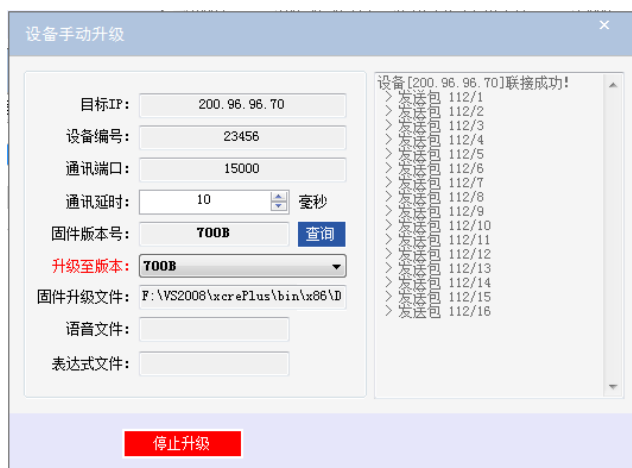 设备手动升级
目标IP: 200.96.96.70
设备编号: 23456
通讯端口: 15000
通讯延时: 10 毫秒
固件版本号: 700B 查询
升级至版本: 700B
固件升级文件: F:\VS2008\xcrePlus\bin\x86\D
语音文件:
表达式文件:
设备[200.96.96.70]联接成功!
> 发送包 112/1
> 发送包 112/2
> 发送包 112/3
> 发送包 112/4
> 发送包 112/5
> 发送包 112/6
> 发送包 112/7
> 发送包 112/8
> 发送包 112/9
> 发送包 112/10
> 发送包 112/11
> 发送包 112/12
> 发送包 112/13
> 发送包 112/14
> 发送包 112/15
> 发送包 112/16
停止升级